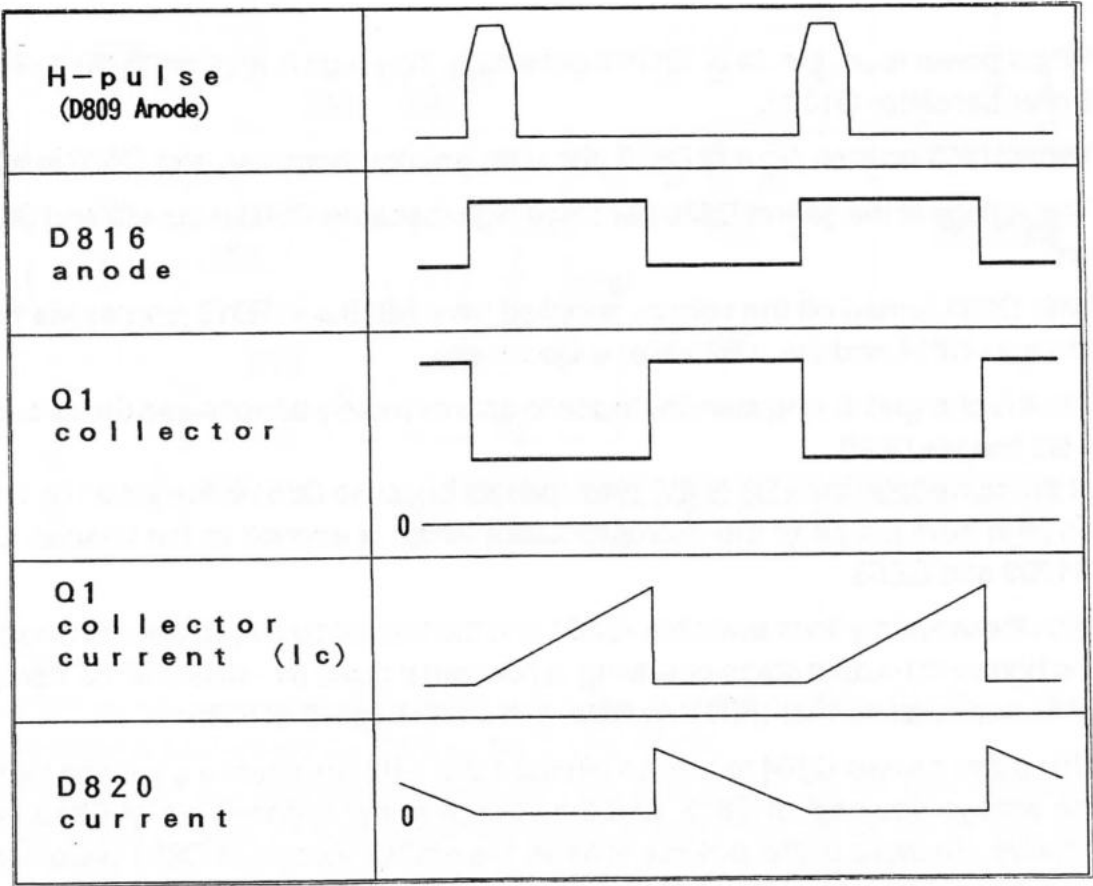 H-pulse
(D809 Anode)
D816
anode
Q1
collector
0
Q1
collector
current (Ic)
D820
current
0